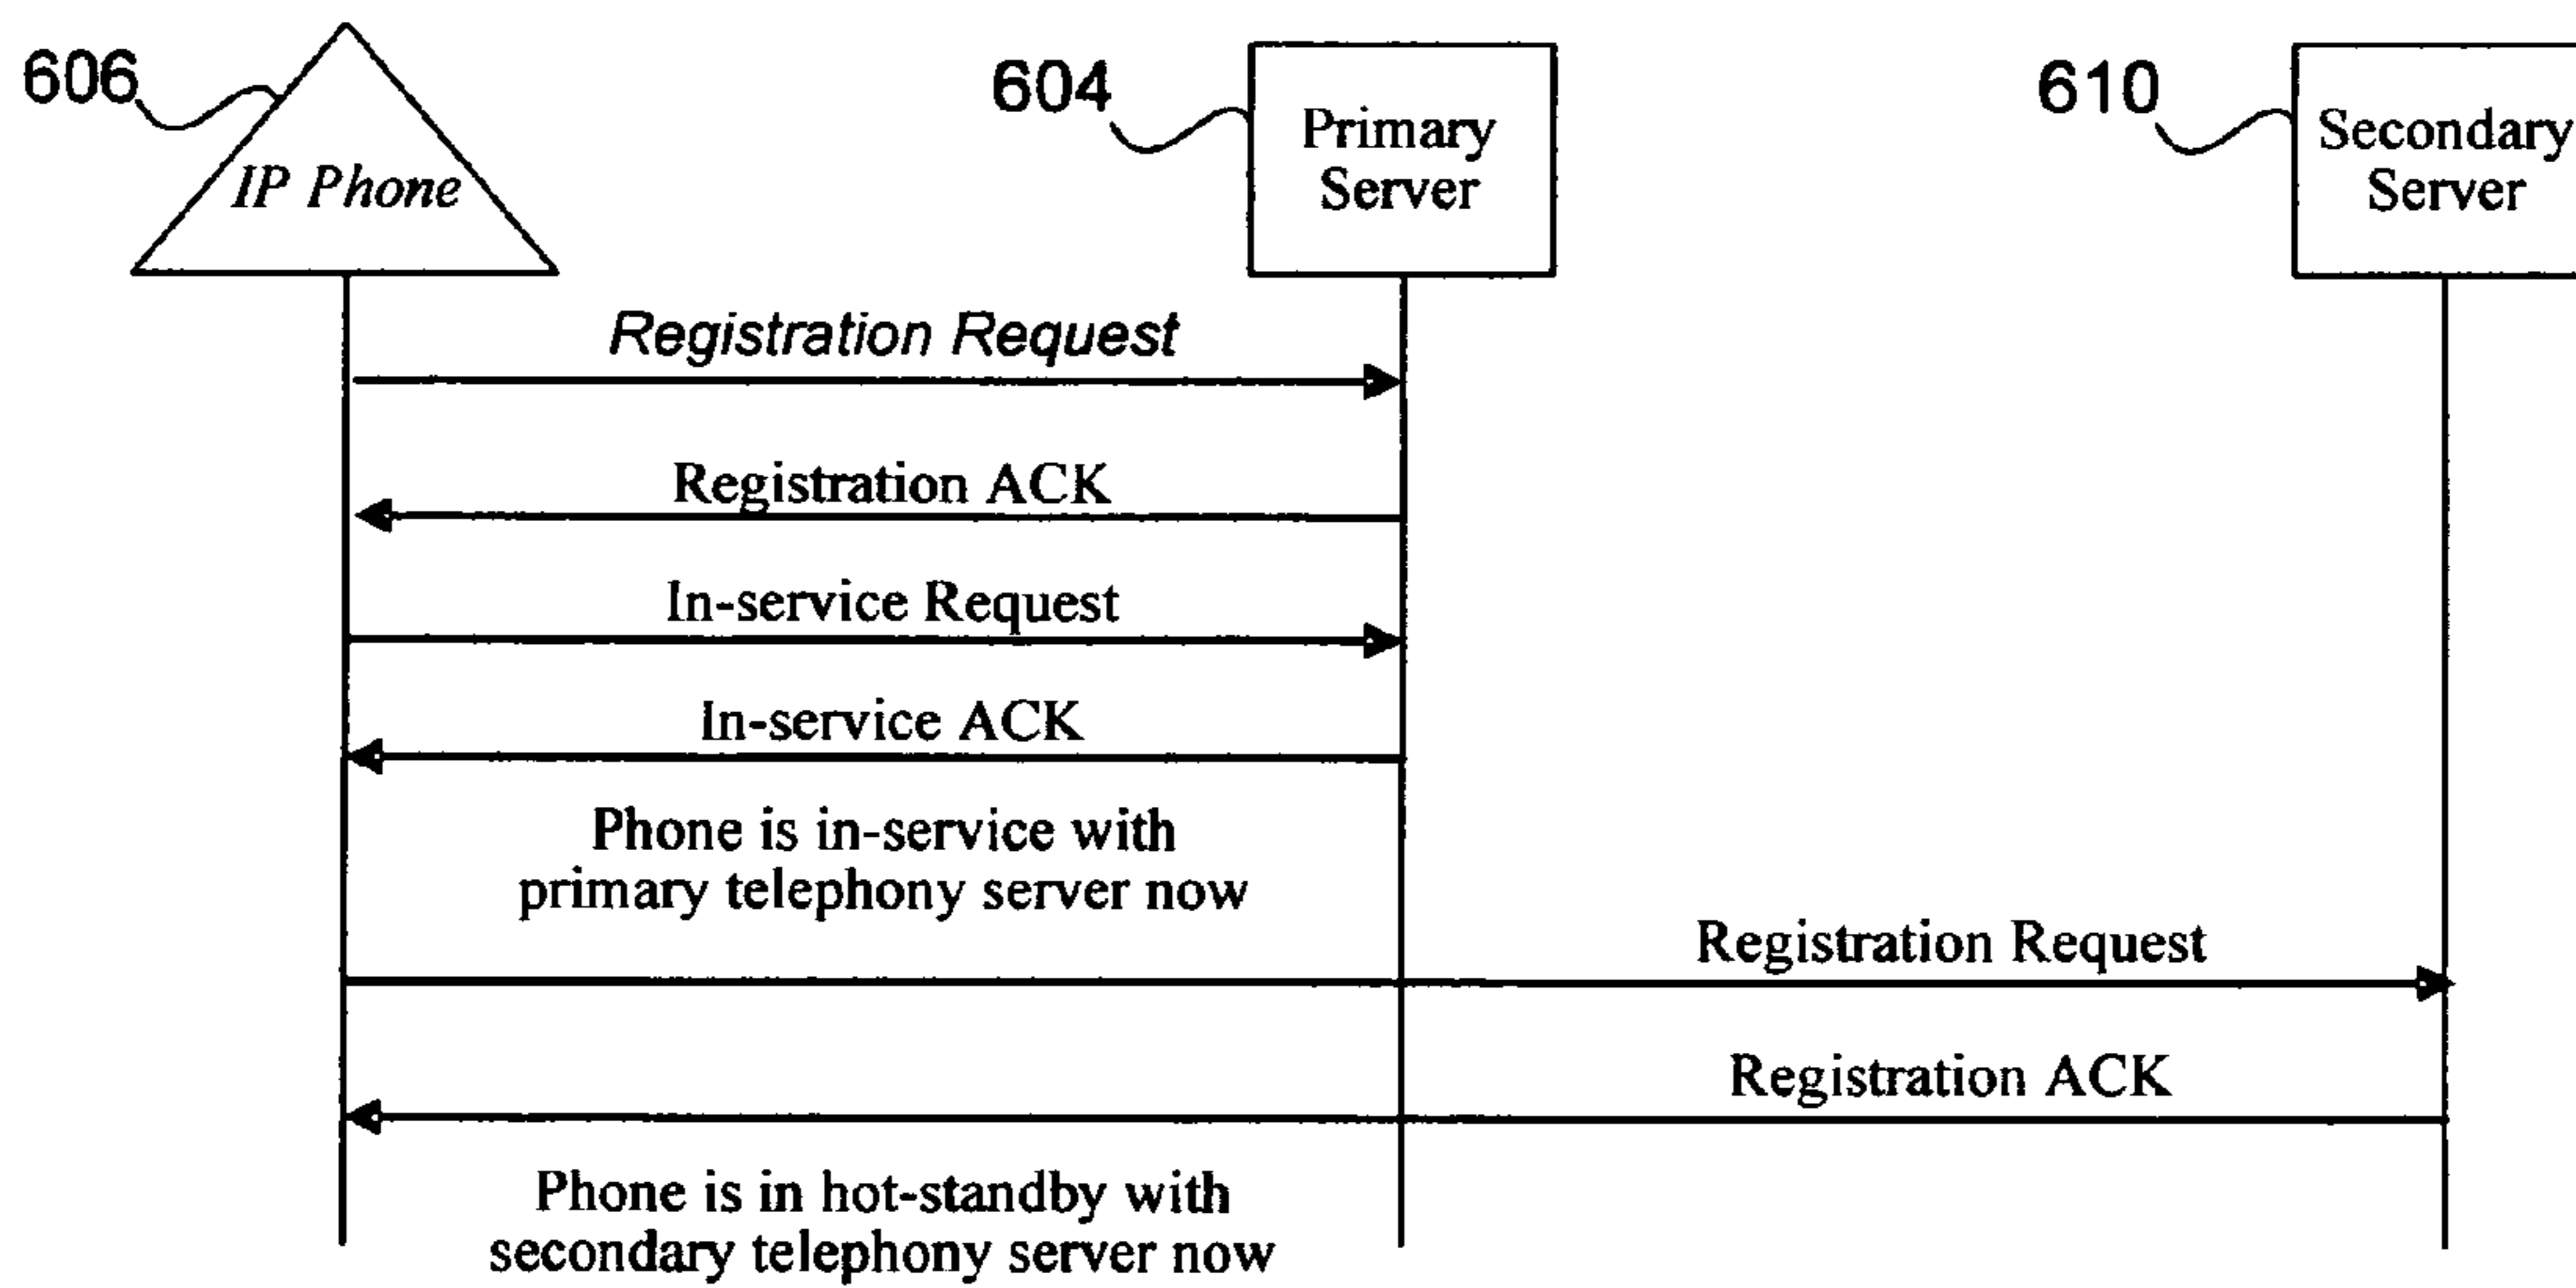 606
IP Phone
604
Primary
Server
610
Secondary
Server
Registration Request
Registration ACK
In-service Request
In-service ACK
Phone is in-service with
primary telephony server now
Registration Request
Registration ACK
Phone is in hot-standby with
secondary telephony server now